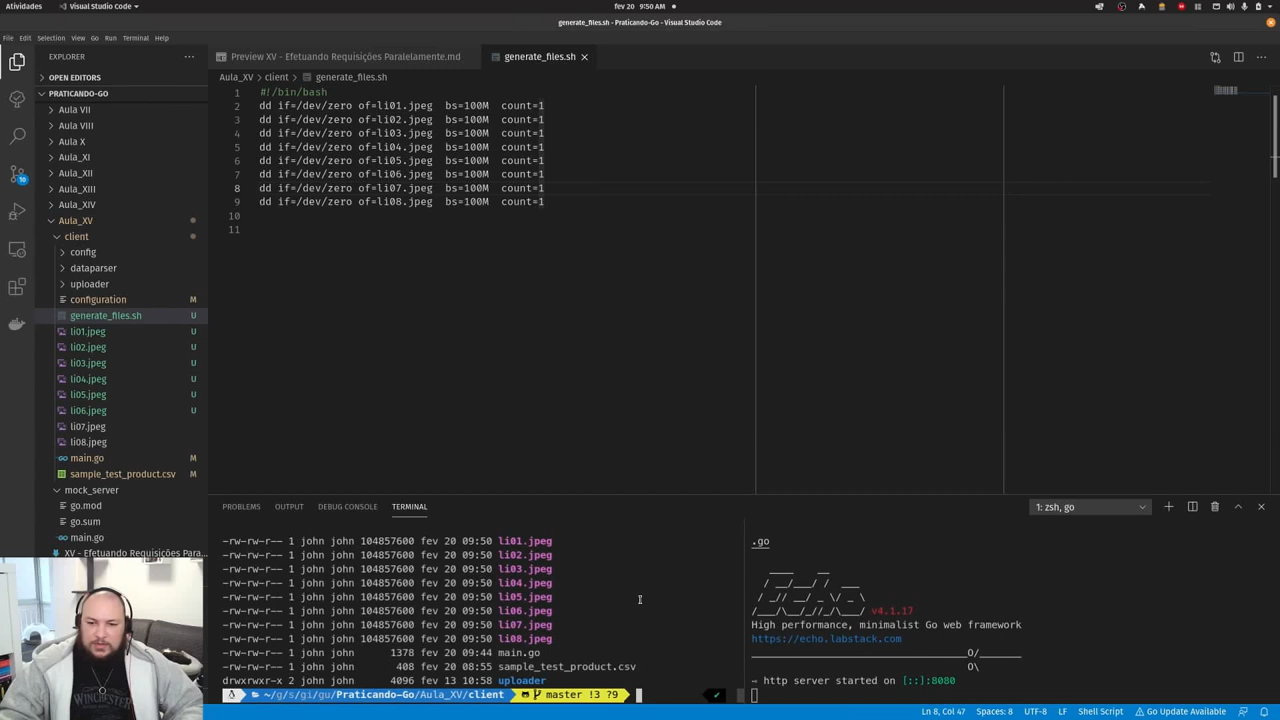 Atividades
Visual Studio Code
fev 20 9:50 AM
generate_files.sh - Praticando-Go - Visual Studio Code
File Edit Selection View Go Run Terminal Help
EXPLORER
OPEN EDITORS
PRATICANDO-GO
Aula VII
Aula VIII
Aula X
Aula_XI
Aula_XII
Aula_XIII
Aula_XIV
Aula_XV
client
config
dataparser
uploader
configuration M
generate_files.sh U
li01.jpeg U
li02.jpeg U
li03.jpeg U
li04.jpeg U
li05.jpeg U
li06.jpeg U
li07.jpeg
li08.jpeg
main.go
sample_test_product.csv M
mock_server
go.mod
go.sum
main.go
XV - Efetuando Requisições Para...
10
Preview XV - Efetuando Requisições Paralelamente.md
generate_files.sh
Aula_XV > client > generate_files.sh
1 #!/bin/bash
2 dd if=/dev/zero of=li01.jpeg bs=100M count=1
3 dd if=/dev/zero of=li02.jpeg bs=100M count=1
4 dd if=/dev/zero of=li03.jpeg bs=100M count=1
5 dd if=/dev/zero of=li04.jpeg bs=100M count=1
6 dd if=/dev/zero of=li05.jpeg bs=100M count=1
7 dd if=/dev/zero of=li06.jpeg bs=100M count=1
8 dd if=/dev/zero of=li07.jpeg bs=100M count=1
9 dd if=/dev/zero of=li08.jpeg bs=100M count=1
10
11
PROBLEMS OUTPUT DEBUG CONSOLE TERMINAL
1: zsh, go
-rw-rw-r-- 1 john john 104857600 fev 20 09:50 li01.jpeg
-rw-rw-r-- 1 john john 104857600 fev 20 09:50 li02.jpeg
-rw-rw-r-- 1 john john 104857600 fev 20 09:50 li03.jpeg
-rw-rw-r-- 1 john john 104857600 fev 20 09:50 li04.jpeg
-rw-rw-r-- 1 john john 104857600 fev 20 09:50 li05.jpeg
-rw-rw-r-- 1 john john 104857600 fev 20 09:50 li06.jpeg
-rw-rw-r-- 1 john john 104857600 fev 20 09:50 li07.jpeg
-rw-rw-r-- 1 john john 104857600 fev 20 09:50 li08.jpeg
-rw-rw-r-- 1 john john 1378 fev 20 09:44 main.go
-rw-rw-r-- 1 john john 408 fev 20 08:55 sample_test_product.csv
drwxrwxr-x 2 john john 4096 fev 13 10:58 uploader
~/g/s/gi/gu/Praticando-Go/Aula_XV/client master !3 ?9
.go
v4.1.17
High performance, minimalist Go web framework
https://echo.labstack.com
O/
O\
⇨ http server started on [::]:8080
WINCHESTER
Ln 8, Col 47 Spaces: 8 UTF-8 LF Shell Script Go Update Available